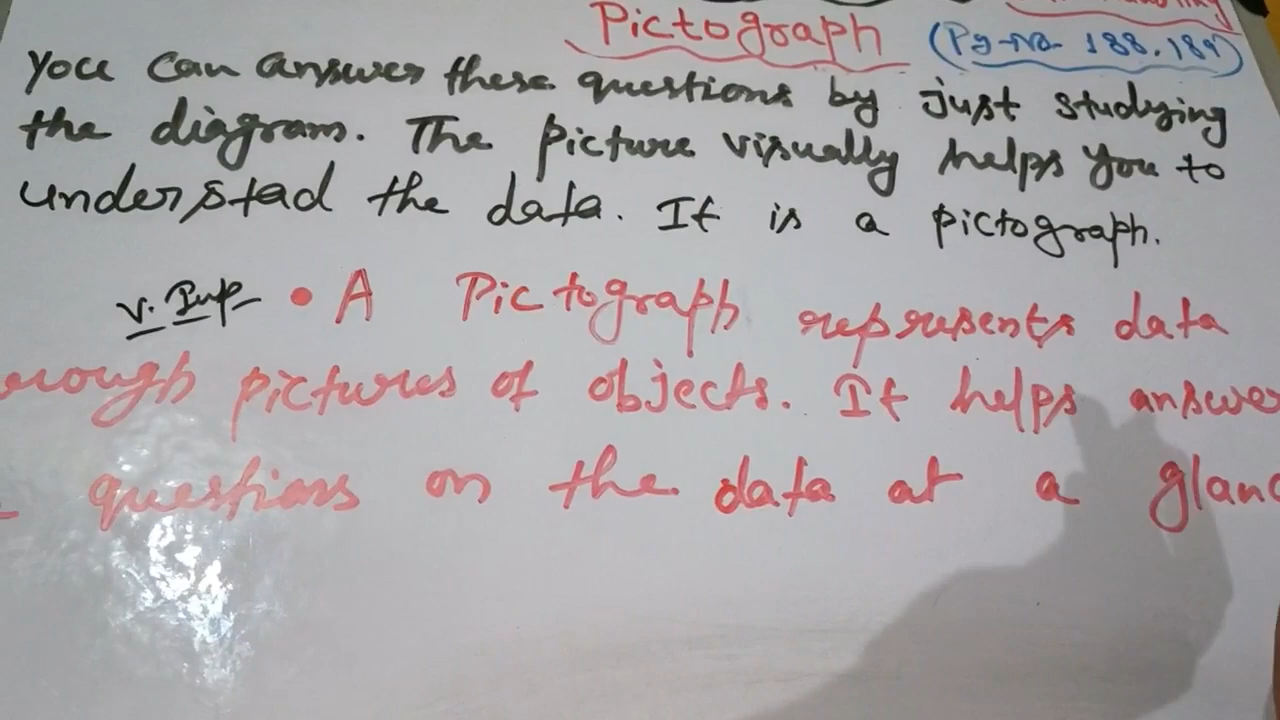 Pictograph (Pg-No 188, 189)
you can answer these questions by just studying
the diagram. The picture visually helps you to
understad the data. It is a pictograph.
V. Imp • A Pictograph represents data
rough pictures of objects. It helps answer
questions on the data at a glanc